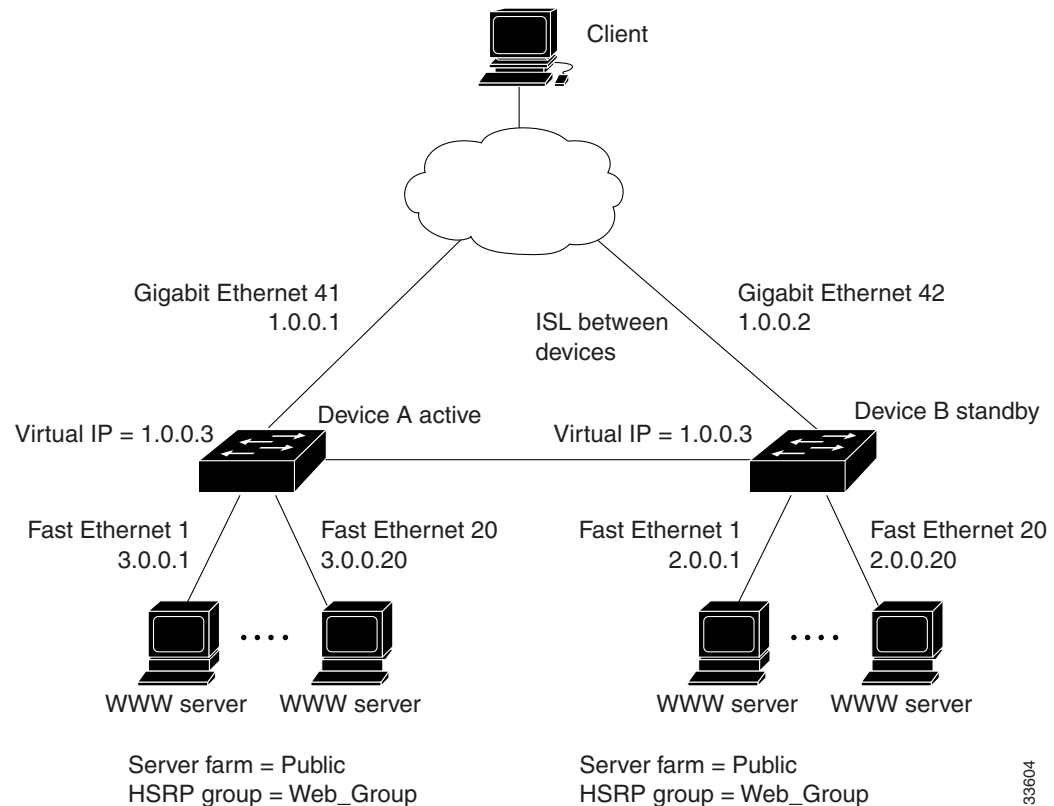 Client
Gigabit Ethernet 41
1.0.0.1
Gigabit Ethernet 42
1.0.0.2
ISL between
devices
Virtual IP = 1.0.0.3
Device A active
Virtual IP = 1.0.0.3
Device B standby
Fast Ethernet 1
3.0.0.1
Fast Ethernet 20
3.0.0.20
Fast Ethernet 1
2.0.0.1
Fast Ethernet 20
2.0.0.20
WWW server
WWW server
WWW server
WWW server
Server farm = Public
HSRP group = Web_Group
Server farm = Public
HSRP group = Web_Group
33604